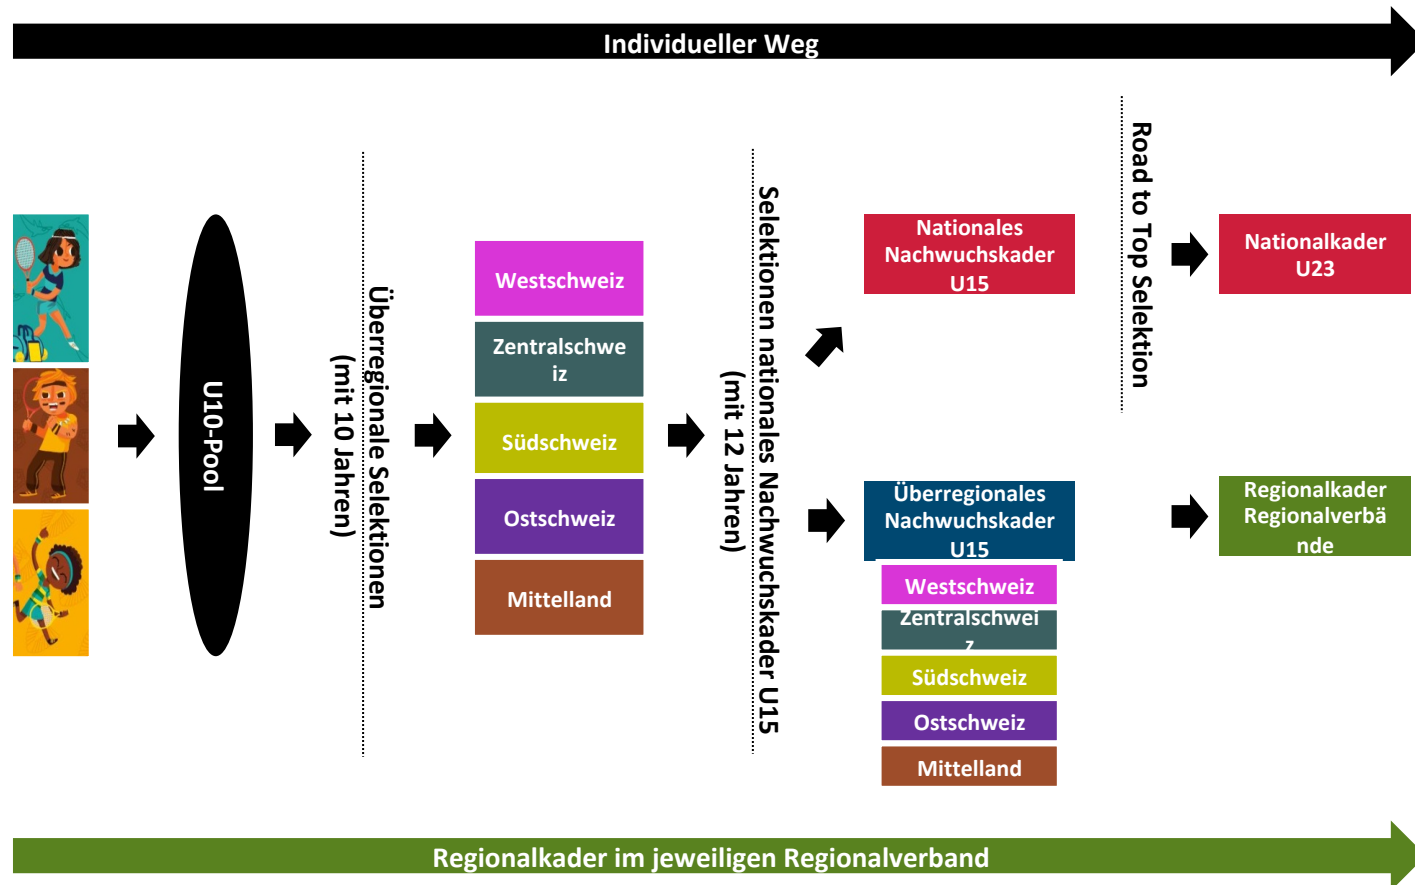 Individueller Weg
U10-Pool
Überregionale Selektionen
(mit 10 Jahren)
Westschweiz
Zentralschwe
iz
Südschweiz
Ostschweiz
Mittelland
Selektionen nationales Nachwuchskader U15
(mit 12 Jahren)
Nationales
Nachwuchskader
U15
Überregionales
Nachwuchskader
U15
Westschweiz
Zentralschwei
z
Südschweiz
Ostschweiz
Mittelland
Road to Top Selektion
Nationalkader
U23
Regionalkader
Regionalverbä
nde
Regionalkader im jeweiligen Regionalverband